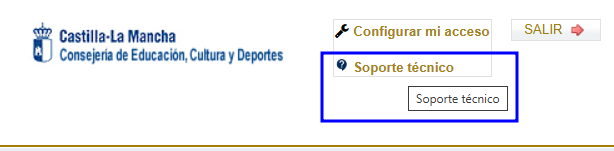 Castilla-La Mancha
Consejería de Educación, Cultura y Deportes
Configurar mi acceso
SALIR
Soporte técnico
Soporte técnico